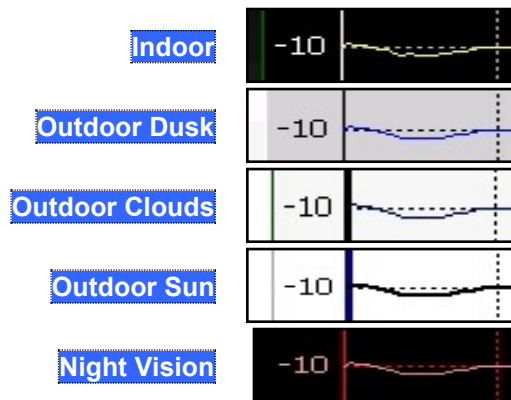 Indoor -10
Outdoor Dusk -10
Outdoor Clouds -10
Outdoor Sun -10
Night Vision -10